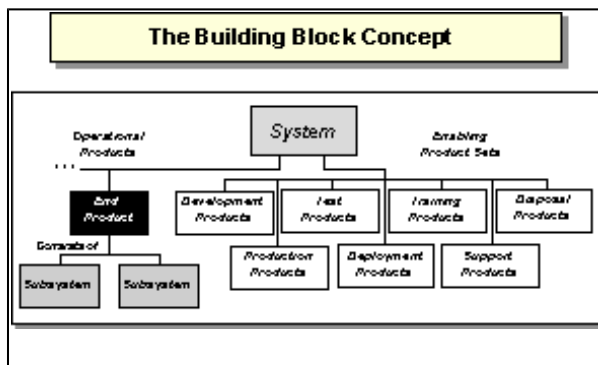 The Building Block Concept
System
Operational
Products
Enabling
Product Sets
...
End
Product
Development
Products
Test
Products
Training
Products
Disposal
Products
Consists of
Production
Products
Deployment
Products
Support
Products
Subsystem
Subsystem